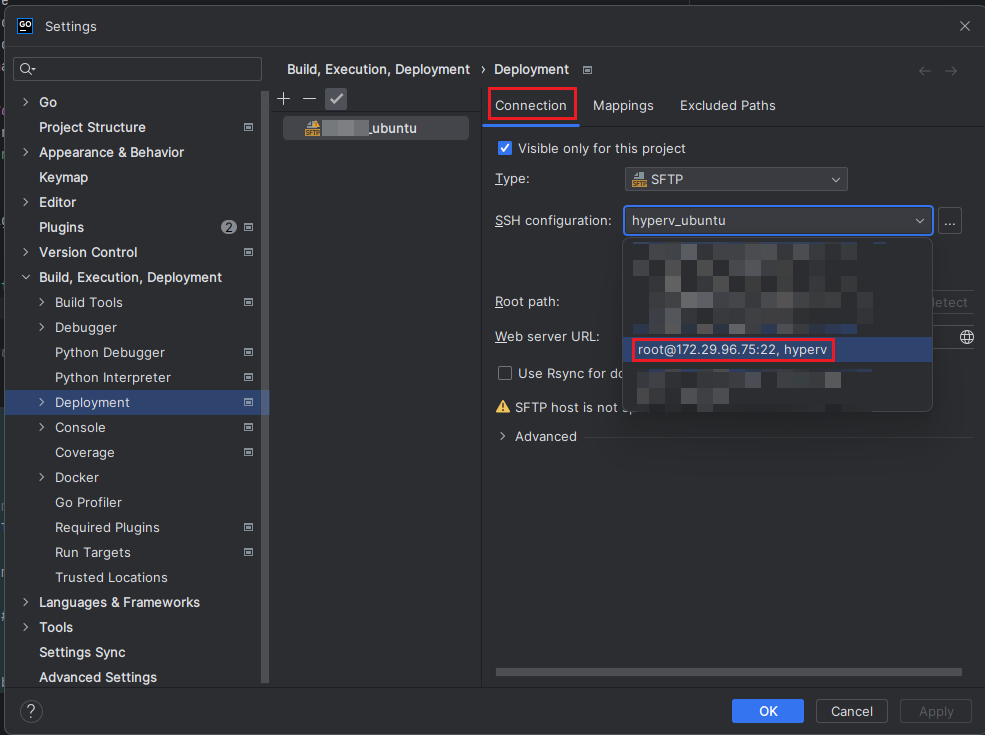 GO Settings
Build, Execution, Deployment › Deployment
Go
Project Structure
Appearance & Behavior
Keymap
Editor
Plugins 2
Version Control
Build, Execution, Deployment
Build Tools
Debugger
Python Debugger
Python Interpreter
Deployment
Console
Coverage
Docker
Go Profiler
Required Plugins
Run Targets
Trusted Locations
Languages & Frameworks
Tools
Settings Sync
Advanced Settings
SFTP _ubuntu
Connection Mappings Excluded Paths
Visible only for this project
Type: SFTP SFTP
SSH configuration: hyperv_ubuntu ...
Root path: etect
Web server URL:
root@172.29.96.75:22, hyperv
Use Rsync for do
SFTP host is not
Advanced
? OK Cancel Apply